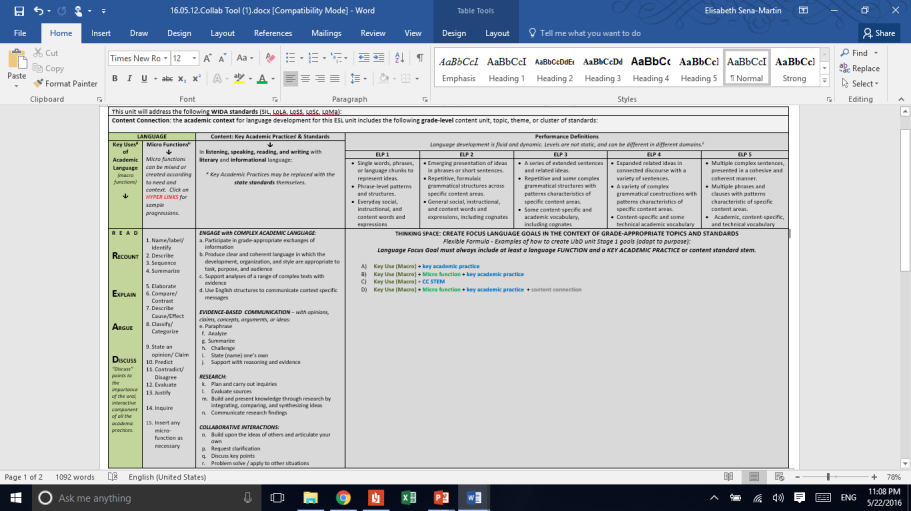 16.05.12.Collab Tool (1).docx [Compatibility Mode] - Word
Table Tools
Elisabeth Sena-Martin
File Home Insert Draw Design Layout References Mailings Review View Design Layout Tell me what you want to do Share
Paste
Cut
Copy
Format Painter
Clipboard
Times New Ro 12
Font
Paragraph
AaBbCcI AaBbCcI AaBbCcDdEe AaBbCcDd AaBbCc AaBbCc AaBbCcI AaBbCc
Emphasis Heading 1 Heading 2 Heading 3 Heading 4 Heading 5 ¶ Normal Strong
Styles
Find
Replace
Select
Editing
This unit will address the following WIDA standards (SIL, LoLA, LoSS, LoSc, LoMa):
Content Connection: the academic context for language development for this ESL unit includes the following grade-level content unit, topic, theme, or cluster of standards:
LANGUAGE
Key Uses
of
Academic
Language
(macro
functions)
Micro Functions
Micro functions
can be mixed or
created according
to need and
context. Click on
HYPER LINKS for
sample
progressions.
Content: Key Academic Practices & Standards
In listening, speaking, reading, and writing with
literary and informational language:
* Key Academic Practices may be replaced with the
state standards themselves.
Performance Definitions
Language development is fluid and dynamic. Levels are not static, and can be different in different domains.
ELP 1
• Single words, phrases,
or language chunks to
represent ideas.
• Phrase-level patterns
and structures.
• Everyday social,
instructional, and
content words and
expressions
ELP 2
• Emerging presentation of ideas
in phrases or short sentences.
• Repetitive, formulaic
grammatical structures across
specific content areas.
• General social, instructional,
and content words and
expressions, including cognates
ELP 3
• A series of extended sentences
and related ideas.
• Repetitive and some complex
grammatical structures with
patterns characteristics of
specific content areas.
• Some content-specific and
academic vocabulary,
including cognates
ELP 4
• Expanded related ideas in
connected discourse with a
variety of sentences.
• A variety of complex
grammatical constructions with
patterns characteristics of
specific content areas.
• Content-specific and some
technical academic vocabulary
ELP 5
• Multiple complex sentences,
presented in a cohesive and
coherent manner.
• Multiple phrases and
clauses with patterns
characteristic of specific
content areas.
• Academic, content-specific,
and technical vocabulary
R E A D
RECOUNT
EXPLAIN
ARGUE
DISCUSS
"Discuss"
points to
the
importance
of the oral,
interactive
component
of all the
academic
practices.
1. Name/label/
identify
2. Describe
3. Sequence
4. Summarize
5. Elaborate
6. Compare/
Contrast
7. Describe
Cause/Effect
8. Classify/
Categorize
9. State an
opinion/ Claim
10. Predict
11. Contradict/
Disagree
12. Evaluate
13. Justify
14. Inquire
15. Insert any
micro-
function as
necessary
ENGAGE with COMPLEX ACADEMIC LANGUAGE:
a. Participate in grade-appropriate exchanges of
information
b. Produce clear and coherent language in which the
development, organization, and style are appropriate to
task, purpose, and audience
c. Support analyses of a range of complex texts with
evidence
d. Use English structures to communicate context specific
messages
EVIDENCE-BASED COMMUNICATION – with opinions,
claims, concepts, arguments, or ideas:
e. Paraphrase
f. Analyze
g. Summarize
h. Challenge
i. State (name) one's own
j. Support with reasoning and evidence
RESEARCH:
k. Plan and carry out inquiries
l. Evaluate sources
m. Build and present knowledge through research by
integrating, comparing, and synthesizing ideas
n. Communicate research findings
COLLABORATIVE INTERACTIONS:
o. Build upon the ideas of others and articulate your
own
p. Request clarification
q. Discuss key points
r. Problem solve / apply to other situations
THINKING SPACE: CREATE FOCUS LANGUAGE GOALS IN THE CONTEXT OF GRADE-APPROPRIATE TOPICS AND STANDARDS
Flexible Formula - Examples of how to create UbD unit Stage 1 goals (adapt to purpose):
Language Focus Goal must always include at least a language FUNCTION and a KEY ACADEMIC PRACTICE or content standard stem.
A) Key Use (Macro) + key academic practice
B) Key Use (Macro) + Micro function + key academic practice
C) Key Use (Macro) + CC STEM
D) Key Use (Macro) + Micro function + key academic practice + content connection
Page 1 of 2 1092 words English (United States)
78%
Ask me anything
ENG
11:08 PM
5/22/2016